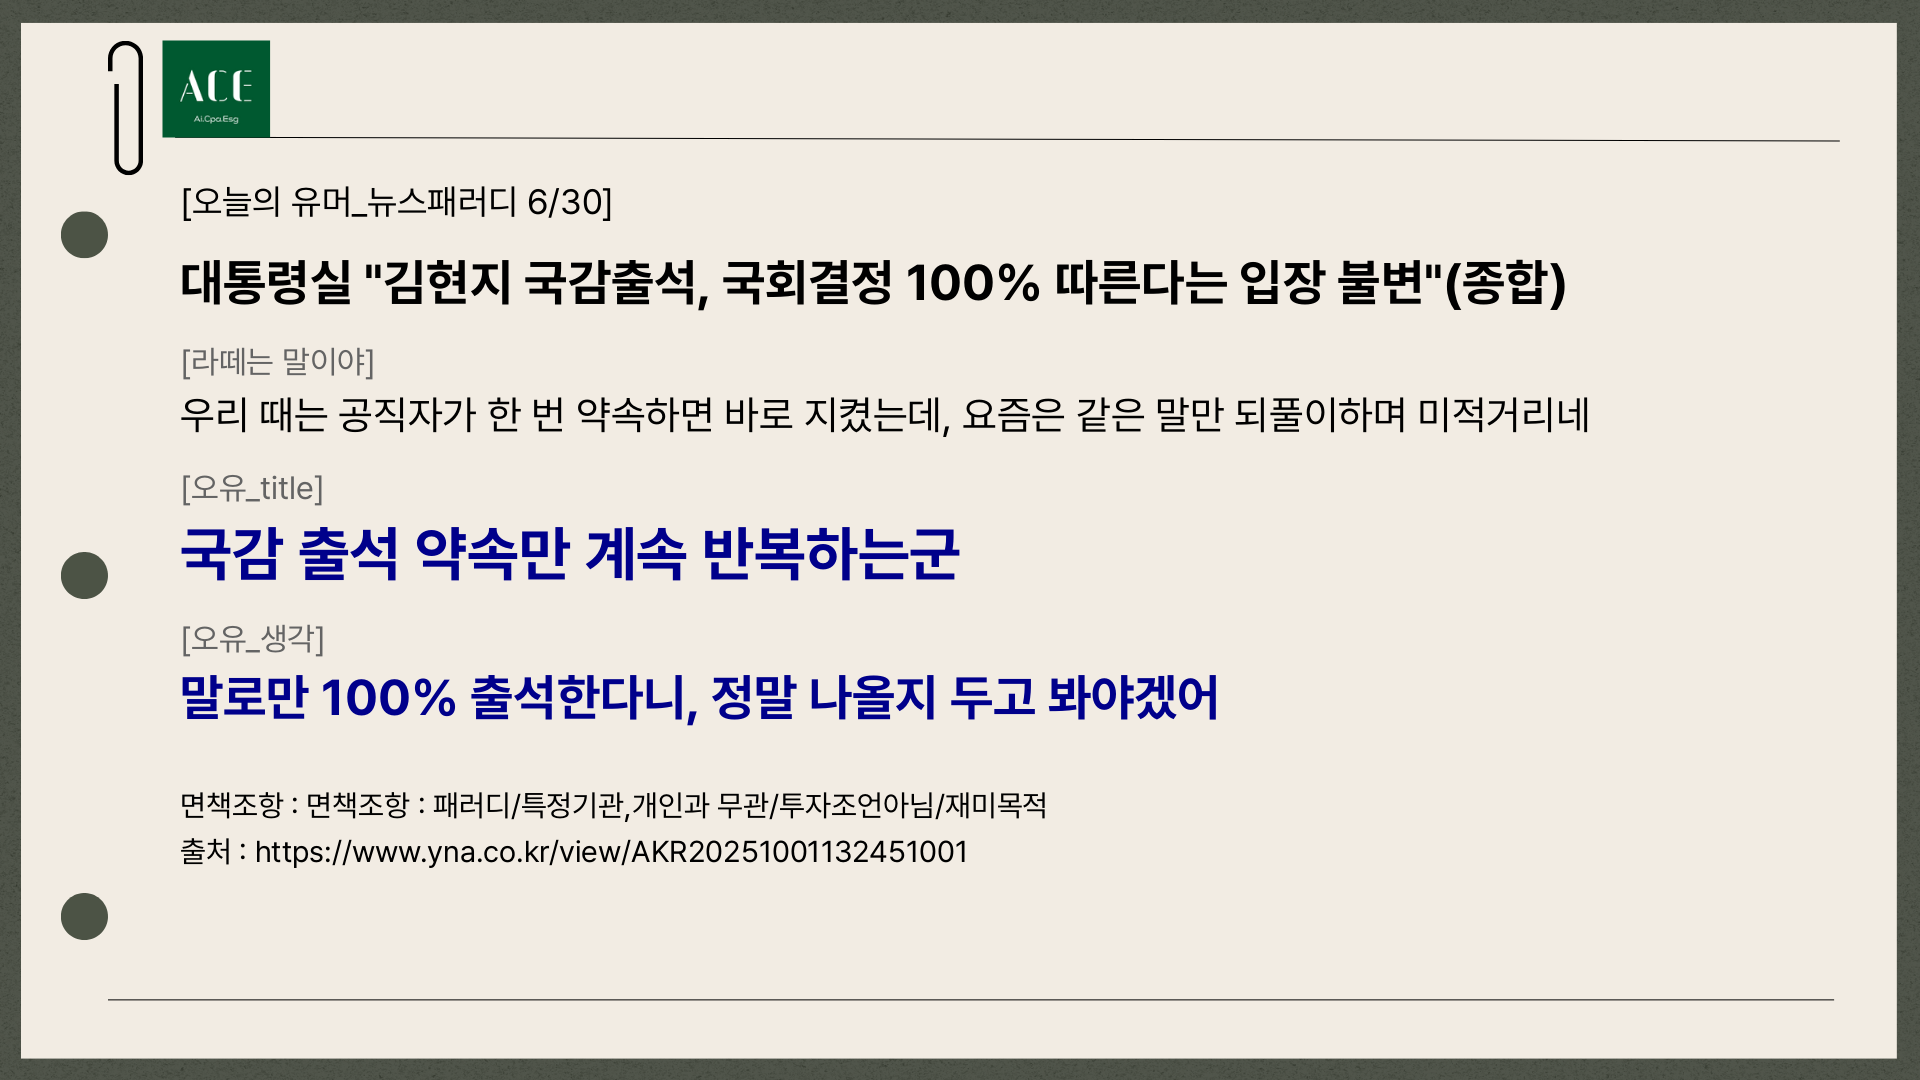 ACE
Ai.Cpa.Esg
[오늘의 유머_뉴스패러디 6/30]
대통령실 "김현지 국감출석, 국회결정 100% 따른다는 입장 불변"(종합)
[라떼는 말이야]
우리 때는 공직자가 한 번 약속하면 바로 지켰는데, 요즘은 같은 말만 되풀이하며 미적거리네
[오유_title]
국감 출석 약속만 계속 반복하는군
[오유_생각]
말로만 100% 출석한다니, 정말 나올지 두고 봐야겠어
면책조항 : 면책조항 : 패러디/특정기관,개인과 무관/투자조언아님/재미목적
출처 : https://www.yna.co.kr/view/AKR20251001132451001